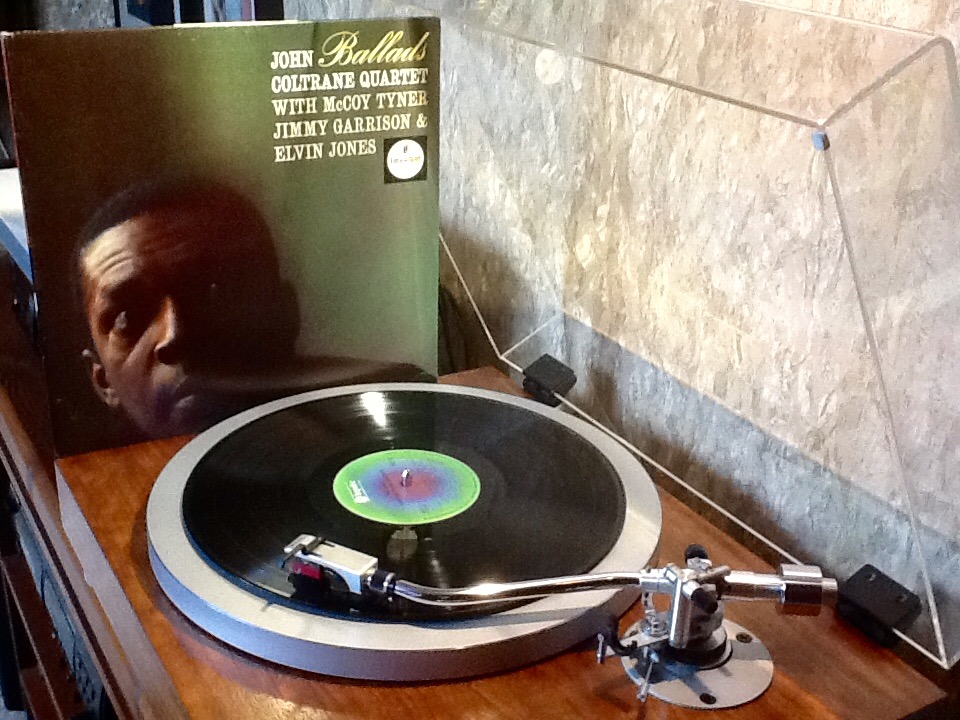 JOHN Ballads
COLTRANE QUARTET
WITH McCOY TYNER
JIMMY GARRISON &
ELVIN JONES